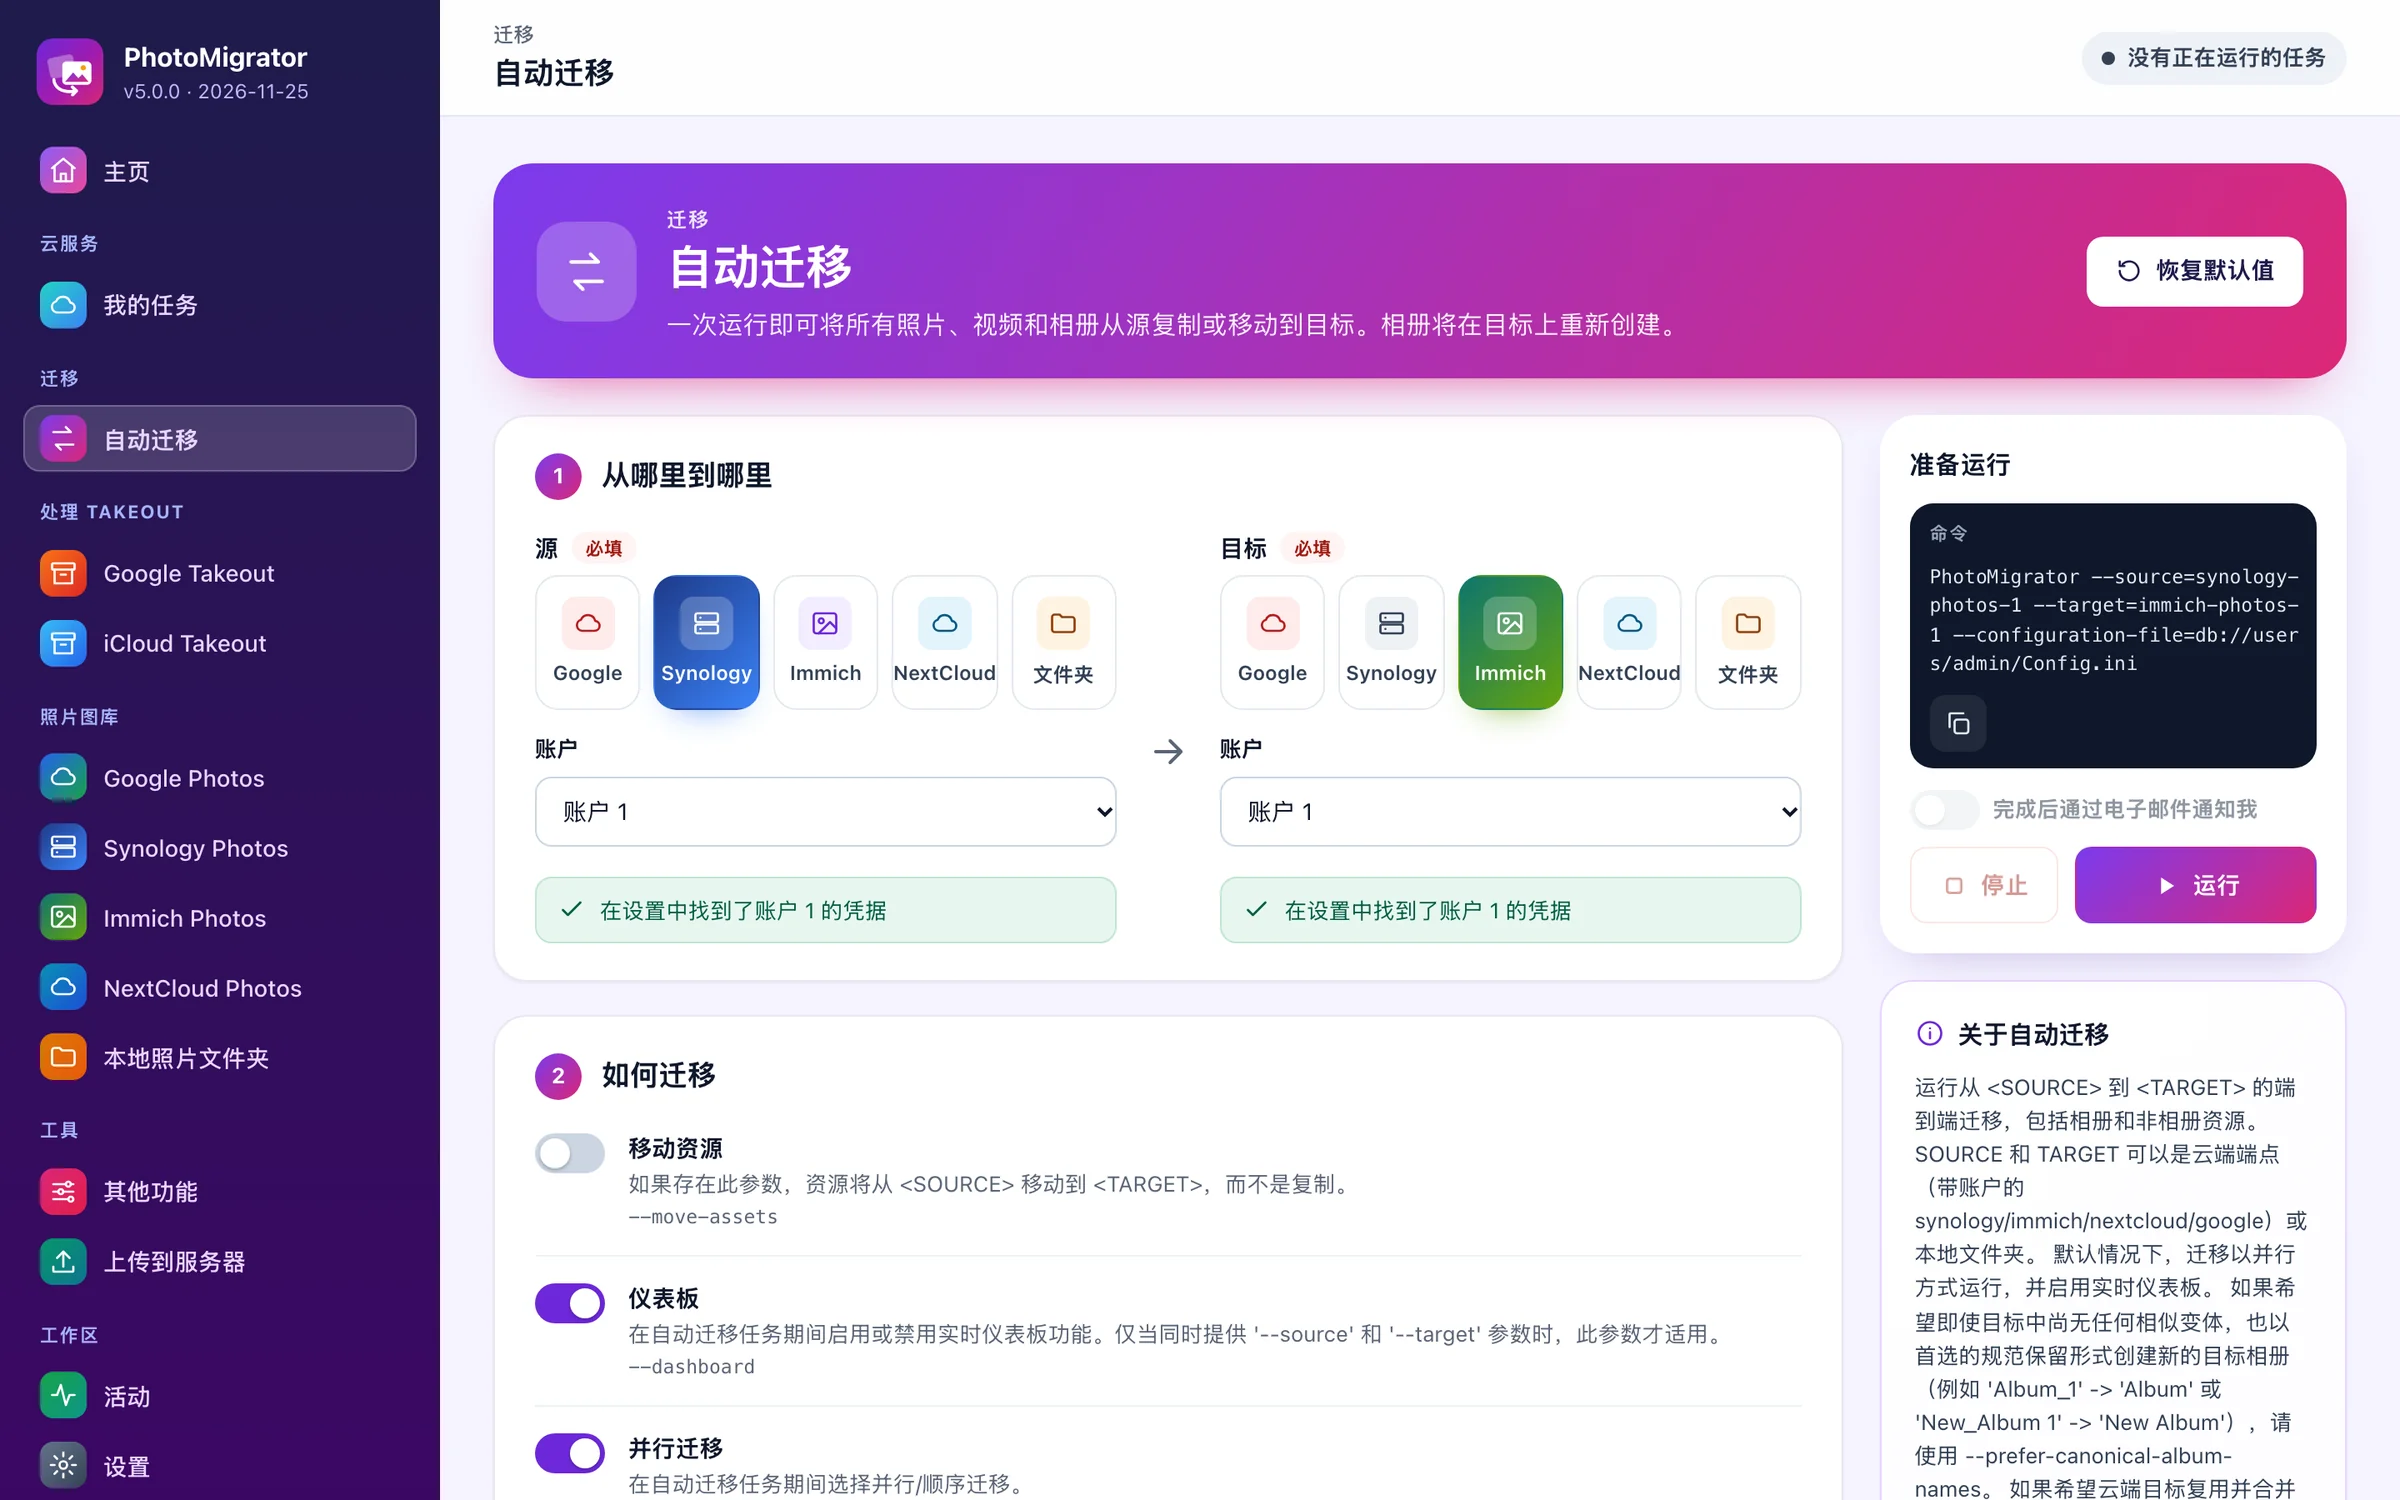 PhotoMigrator
v5.0.0 · 2026-11-25
主页
云服务
我的任务
迁移
自动迁移
处理 TAKEOUT
Google Takeout
iCloud Takeout
照片图库
Google Photos
Synology Photos
Immich Photos
NextCloud Photos
本地照片文件夹
工具
其他功能
上传到服务器
工作区
活动
设置
迁移
自动迁移
没有正在运行的任务
迁移
自动迁移
一次运行即可将所有照片、视频和相册从源复制或移动到目标。相册将在目标上重新创建。
恢复默认值
1 从哪里到哪里
源 必填
Google
Synology
Immich
NextCloud
文件夹
账户
账户 1
在设置中找到了账户 1 的凭据
目标 必填
Google
Synology
Immich
NextCloud
文件夹
账户
账户 1
在设置中找到了账户 1 的凭据
2 如何迁移
移动资源
如果存在此参数，资源将从 <SOURCE> 移动到 <TARGET>，而不是复制。
--move-assets
仪表板
在自动迁移任务期间启用或禁用实时仪表板功能。仅当同时提供 '--source' 和 '--target' 参数时，此参数才适用。
--dashboard
并行迁移
在自动迁移任务期间选择并行/顺序迁移。
准备运行
命令
PhotoMigrator --source=synology-
photos-1 --target=immich-photos-
1 --configuration-file=db://user
s/admin/Config.ini
完成后通过电子邮件通知我
停止
运行
关于自动迁移
运行从 <SOURCE> 到 <TARGET> 的端
到端迁移，包括相册和非相册资源。
SOURCE 和 TARGET 可以是云端端点
（带账户的
synology/immich/nextcloud/google）或
本地文件夹。 默认情况下，迁移以并行
方式运行，并启用实时仪表板。 如果希
望即使目标中尚无任何相似变体，也以
首选的规范保留形式创建新的目标相册
（例如 'Album_1' -> 'Album' 或
'New_Album 1' -> 'New Album'），请
使用 --prefer-canonical-album-
names。 如果希望云端目标复用并合并